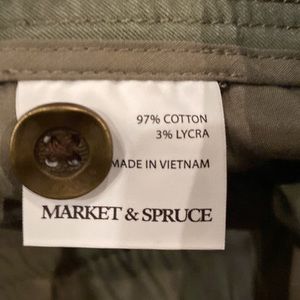 97% COTTON
3% LYCRA
MADE IN VIETNAM
MARKET & SPRUCE